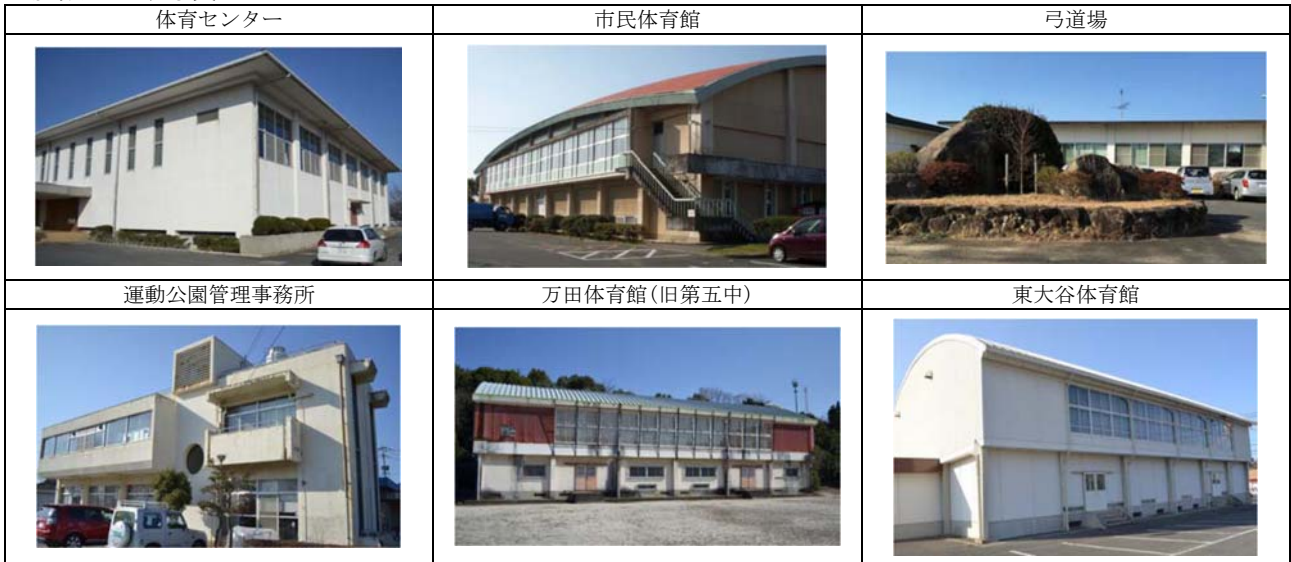 体育センター
市民体育館
弓道場
運動公園管理事務所
万田体育館(旧第五中)
東大谷体育館